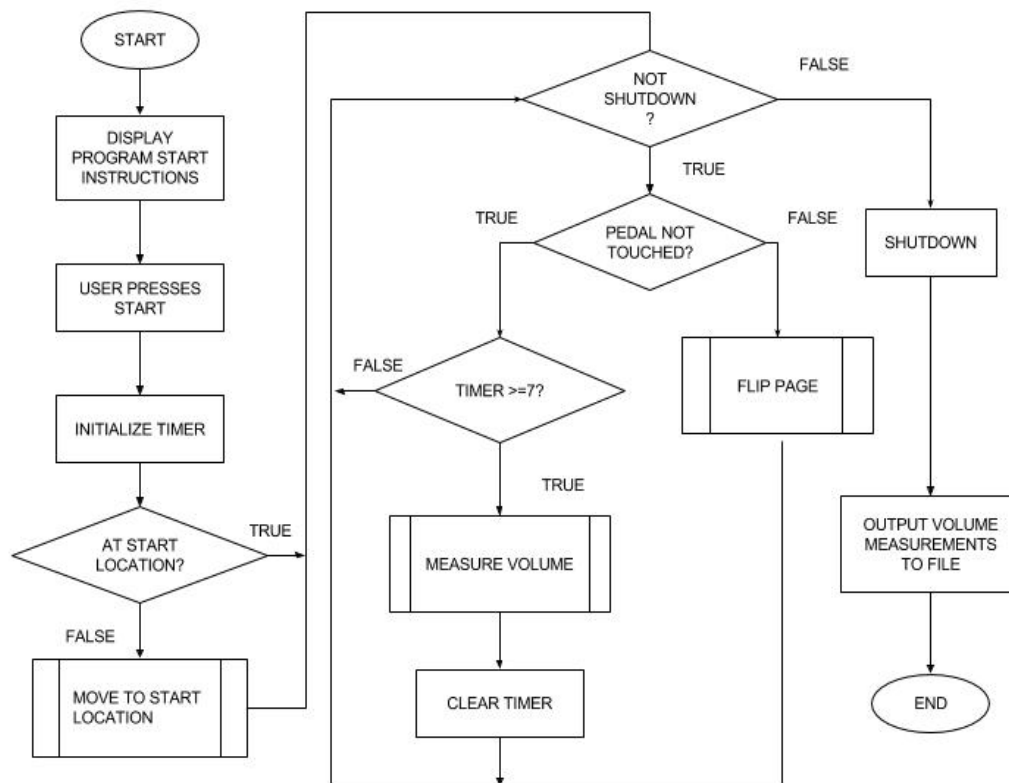 START
DISPLAY
PROGRAM START
INSTRUCTIONS
USER PRESSES
START
INITIALIZE TIMER
AT START
LOCATION?
TRUE
FALSE
MOVE TO START
LOCATION
NOT
SHUTDOWN
?
FALSE
TRUE
PEDAL NOT
TOUCHED?
TRUE
FALSE
TIMER >=7?
FALSE
TRUE
MEASURE VOLUME
CLEAR TIMER
FLIP PAGE
SHUTDOWN
OUTPUT VOLUME
MEASUREMENTS
TO FILE
END